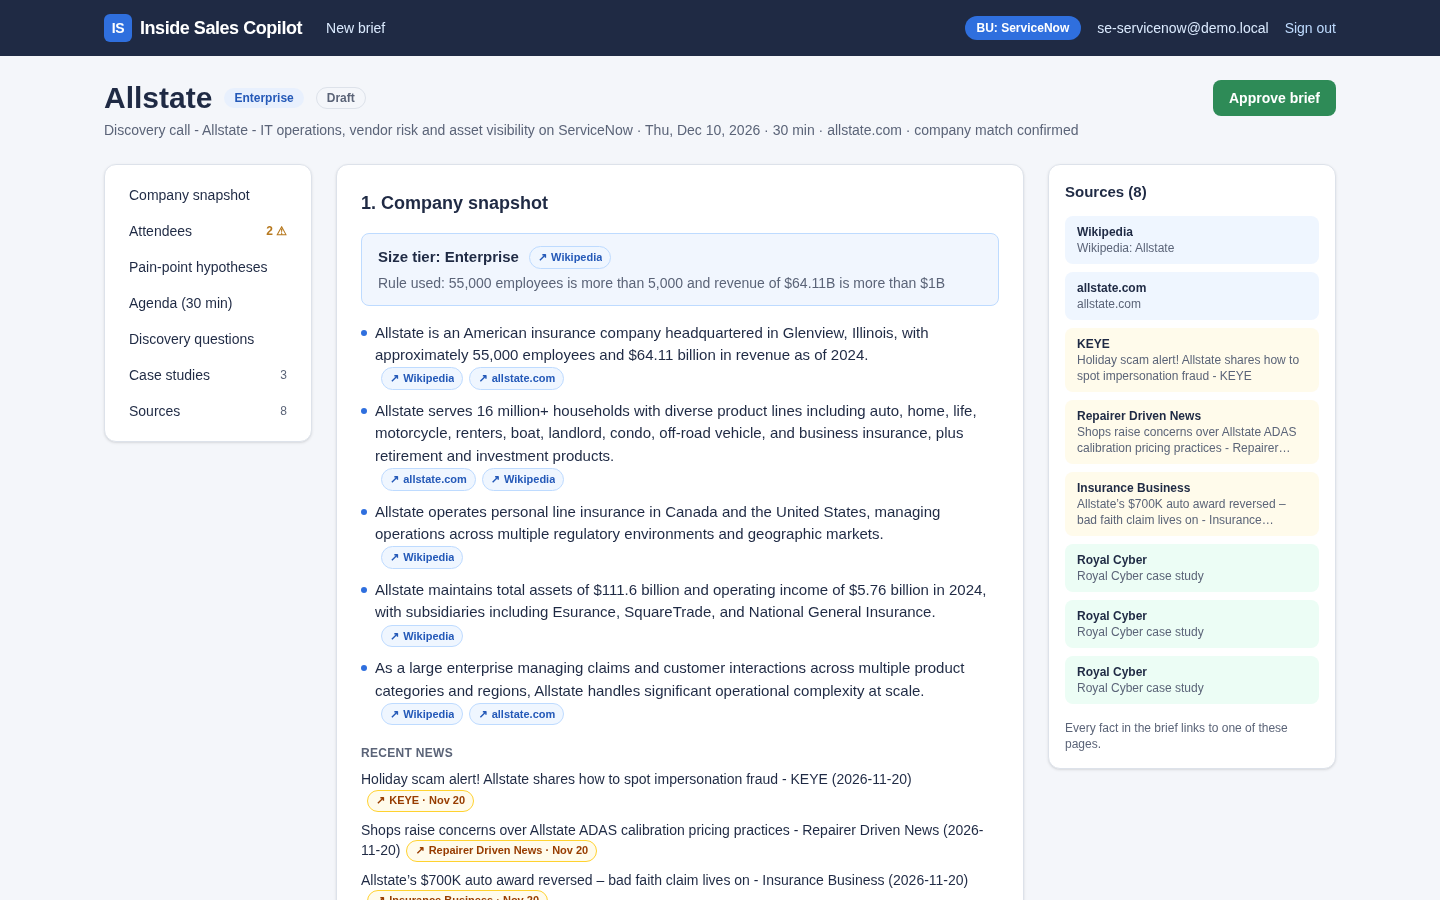 IS Inside Sales Copilot New brief BU: ServiceNow se-servicenow@demo.local Sign out
Allstate Enterprise Draft Approve brief
Discovery call - Allstate - IT operations, vendor risk and asset visibility on ServiceNow · Thu, Dec 10, 2026 · 30 min · allstate.com · company match confirmed
Company snapshot
Attendees 2 ⚠
Pain-point hypotheses
Agenda (30 min)
Discovery questions
Case studies 3
Sources 8
1. Company snapshot
Size tier: Enterprise ↗ Wikipedia
Rule used: 55,000 employees is more than 5,000 and revenue of $64.11B is more than $1B
Allstate is an American insurance company headquartered in Glenview, Illinois, with
approximately 55,000 employees and $64.11 billion in revenue as of 2024.
↗ Wikipedia ↗ allstate.com
Allstate serves 16 million+ households with diverse product lines including auto, home, life,
motorcycle, renters, boat, landlord, condo, off-road vehicle, and business insurance, plus
retirement and investment products.
↗ allstate.com ↗ Wikipedia
Allstate operates personal line insurance in Canada and the United States, managing
operations across multiple regulatory environments and geographic markets.
↗ Wikipedia
Allstate maintains total assets of $111.6 billion and operating income of $5.76 billion in 2024,
with subsidiaries including Esurance, SquareTrade, and National General Insurance.
↗ Wikipedia
As a large enterprise managing claims and customer interactions across multiple product
categories and regions, Allstate handles significant operational complexity at scale.
↗ Wikipedia ↗ allstate.com
RECENT NEWS
Holiday scam alert! Allstate shares how to spot impersonation fraud - KEYE (2026-11-20)
↗ KEYE · Nov 20
Shops raise concerns over Allstate ADAS calibration pricing practices - Repairer Driven News (2026-
11-20) ↗ Repairer Driven News · Nov 20
Allstate’s $700K auto award reversed – bad faith claim lives on - Insurance Business (2026-11-20)
↗ Insurance Business · Nov 20
Sources (8)
Wikipedia
Wikipedia: Allstate
allstate.com
allstate.com
KEYE
Holiday scam alert! Allstate shares how to
spot impersonation fraud - KEYE
Repairer Driven News
Shops raise concerns over Allstate ADAS
calibration pricing practices - Repairer…
Insurance Business
Allstate’s $700K auto award reversed –
bad faith claim lives on - Insurance…
Royal Cyber
Royal Cyber case study
Royal Cyber
Royal Cyber case study
Royal Cyber
Royal Cyber case study
Every fact in the brief links to one of these
pages.